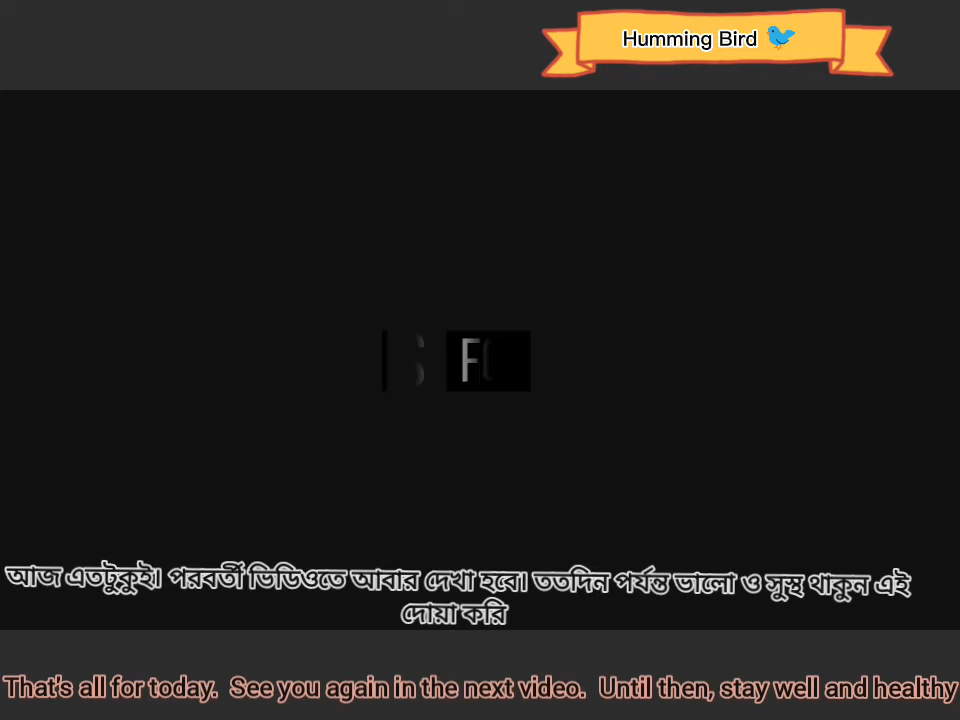 Humming Bird 🐦
আজ এতটুকুই। পরবর্তী ভিডিওতে আবার দেখা হবে। ততদিন পর্যন্ত ভালো ও সুস্থ থাকুন এই
দোয়া করি
That's all for today. See you again in the next video. Until then, stay well and healthy